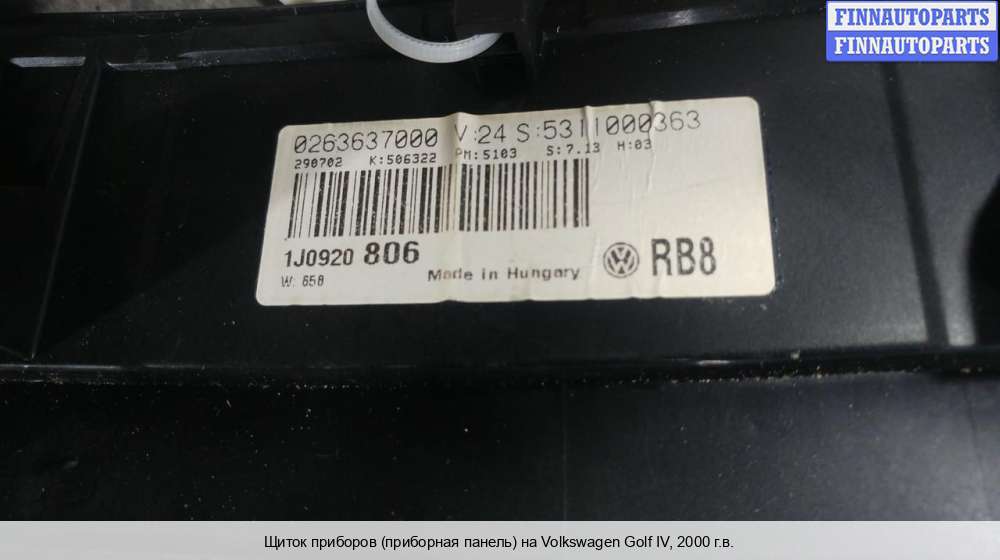 FINNAUTOPARTS
FINNAUTOPARTS
0263637000 V:24 S:5311000363
290702 K:506322 PM:5103 S:7.13 H:03
1J0920 806 Made in Hungary RB8
W: 658
Щиток приборов (приборная панель) на Volkswagen Golf IV, 2000 г.в.